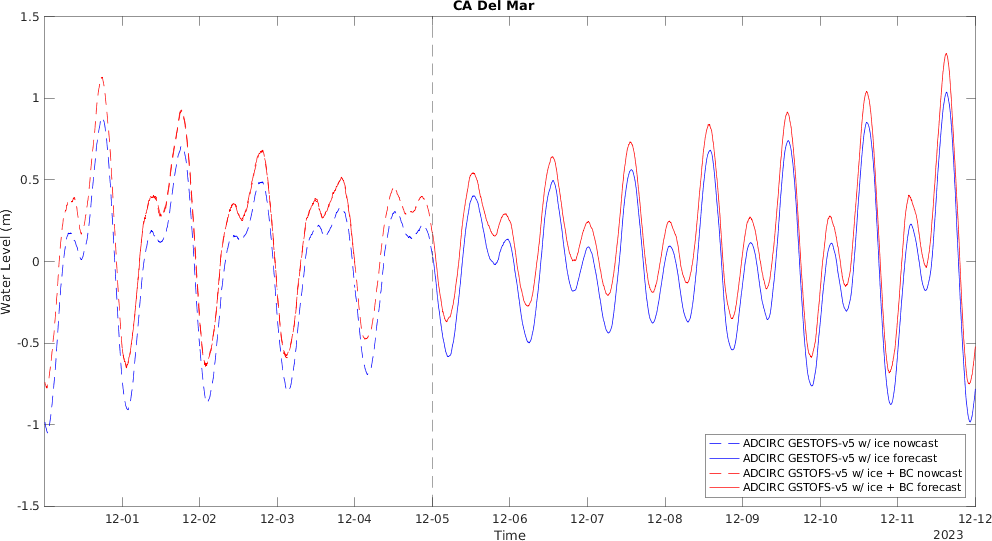 CA Del Mar
1.5
1
0.5
0
-0.5
-1
-1.5
Water Level (m)
12-01 12-02 12-03 12-04 12-05 12-06 12-07 12-08 12-09 12-10 12-11 12-12
Time
2023
ADCIRC GESTOFS-v5 w/ ice nowcast
ADCIRC GESTOFS-v5 w/ ice forecast
ADCIRC GSTOFS-v5 w/ ice + BC nowcast
ADCIRC GSTOFS-v5 w/ ice + BC forecast